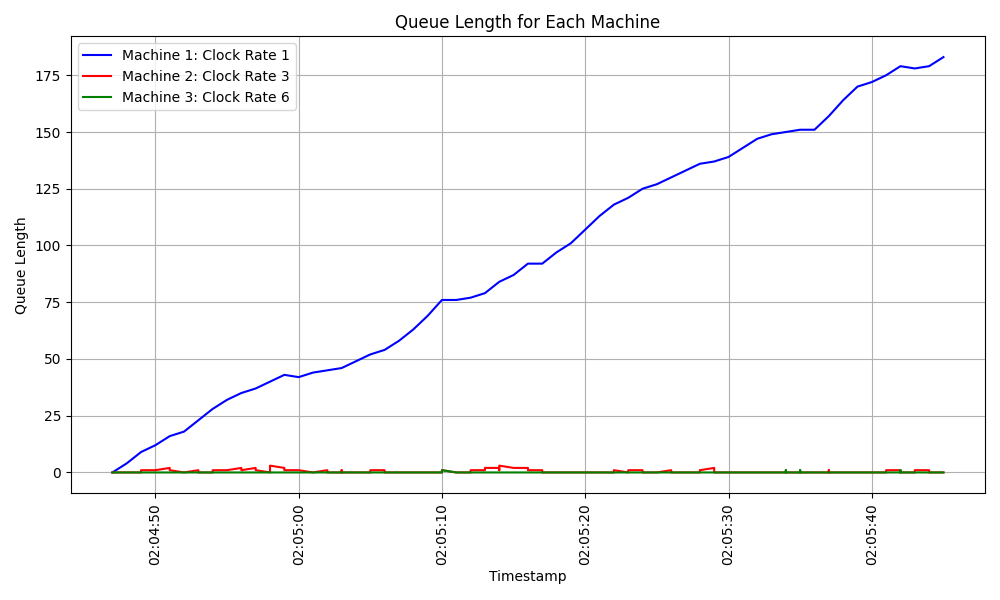 Queue Length for Each Machine
Machine 1: Clock Rate 1
Machine 2: Clock Rate 3
Machine 3: Clock Rate 6
Queue Length
175
150
125
100
75
50
25
0
02:04:50
02:05:00
02:05:10
02:05:20
02:05:30
02:05:40
Timestamp